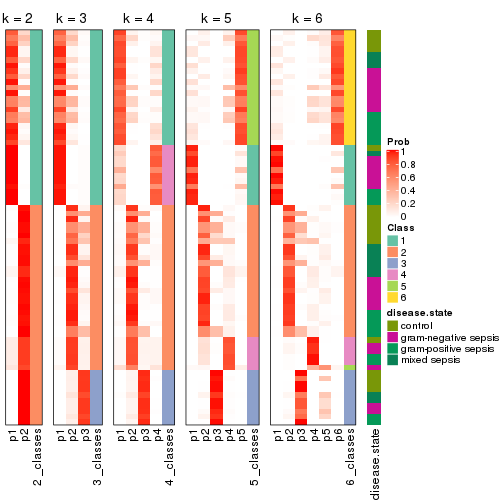 k = 2
k = 3
k = 4
k = 5
k = 6
p1
p2
2_classes
p1
p2
p3
3_classes
p1
p2
p3
p4
4_classes
p1
p2
p3
p4
p5
5_classes
p1
p2
p3
p4
p5
p6
6_classes
disease.state
Prob
1
0.8
0.6
0.4
0.2
0
Class
1
2
3
4
5
6
disease.state
control
gram-negative sepsis
gram-positive sepsis
mixed sepsis